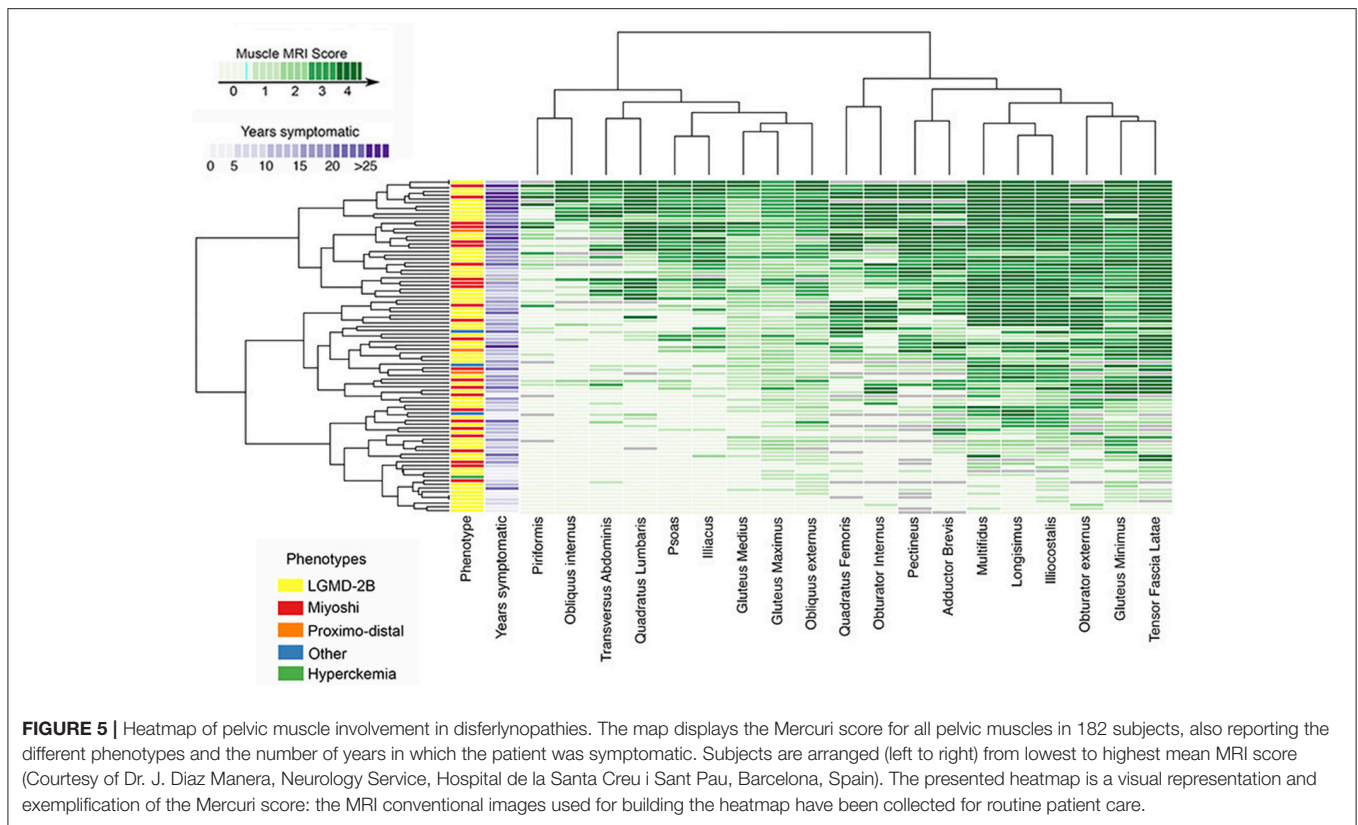 Muscle MRI Score
0 1 2 3 4
Years symptomatic
0 5 10 15 20 >25
Phenotype
Years symptomatic
Piriformis
Obliquus internus
Transversus Abdominis
Quadratus Lumbaris
Psoas
Illiacus
Gluteus Medius
Gluteus Maximus
Obliquus externus
Quadratus Femoris
Obturator Internus
Pectineus
Adductor Brevis
Multifidus
Longisimus
Illiocostalis
Obturator externus
Gluteus Minimus
Tensor Fascia Latae
Phenotypes
LGMD-2B
Miyoshi
Proximo-distal
Other
Hyperckemia
FIGURE 5 | Heatmap of pelvic muscle involvement in disferlynopathies. The map displays the Mercuri score for all pelvic muscles in 182 subjects, also reporting the
different phenotypes and the number of years in which the patient was symptomatic. Subjects are arranged (left to right) from lowest to highest mean MRI score
(Courtesy of Dr. J. Diaz Manera, Neurology Service, Hospital de la Santa Creu i Sant Pau, Barcelona, Spain). The presented heatmap is a visual representation and
exemplification of the Mercuri score: the MRI conventional images used for building the heatmap have been collected for routine patient care.